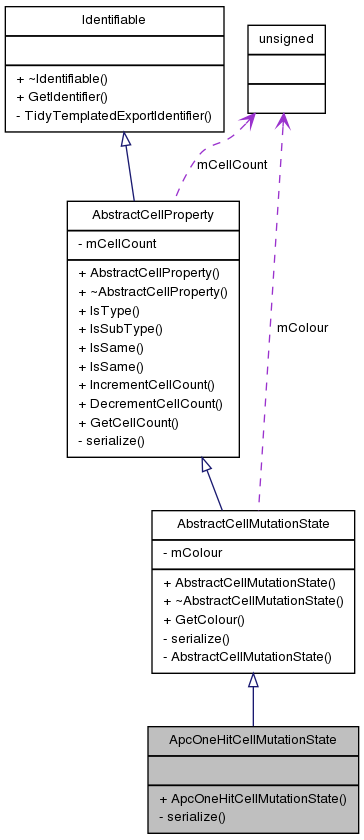 Identifiable
+ ~Identifiable()
+ GetIdentifier()
- TidyTemplatedExportIdentifier()
unsigned
mCellCount
AbstractCellProperty
- mCellCount
+ AbstractCellProperty()
+ ~AbstractCellProperty()
+ IsType()
+ IsSubType()
+ IsSame()
+ IsSame()
+ IncrementCellCount()
+ DecrementCellCount()
+ GetCellCount()
- serialize()
mColour
AbstractCellMutationState
- mColour
+ AbstractCellMutationState()
+ ~AbstractCellMutationState()
+ GetColour()
- serialize()
- AbstractCellMutationState()
ApcOneHitCellMutationState
+ ApcOneHitCellMutationState()
- serialize()